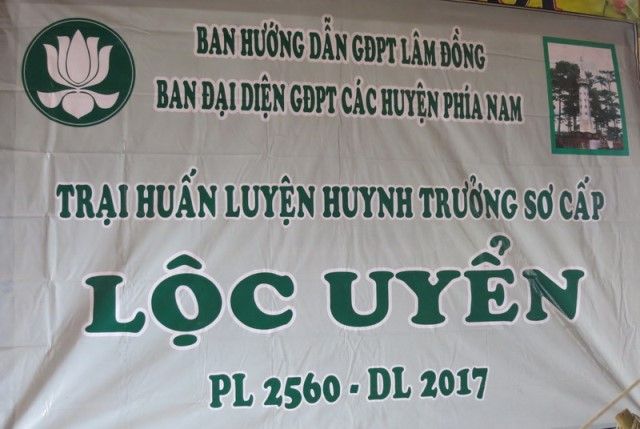 BAN HƯỚNG DẪN GĐPT LÂM ĐỒNG
BAN ĐẠI DIỆN GĐPT CÁC HUYỆN PHÍA NAM
TRẠI HUẤN LUYỆN HUYNH TRƯỞNG SƠ CẤP
LỘC UYỂN
PL 2560 - DL 2017